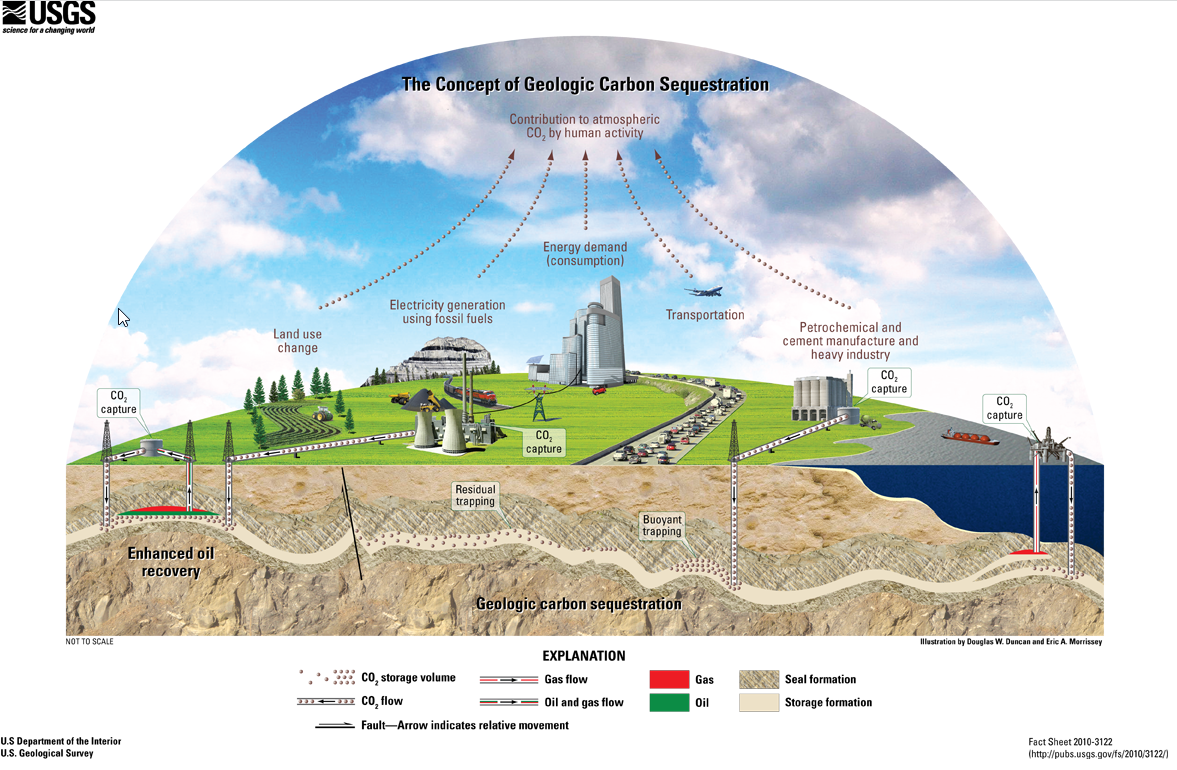 USGS
science for a changing world
The Concept of Geologic Carbon Sequestration
Contribution to atmospheric
CO2 by human activity
Energy demand
(consumption)
Electricity generation
using fossil fuels
Transportation
Land use
change
Petrochemical and
cement manufacture and
heavy industry
CO2
capture
CO2
capture
CO2
capture
CO2
capture
Residual
trapping
Buoyant
trapping
Enhanced oil
recovery
Geologic carbon sequestration
NOT TO SCALE
Illustration by Douglas W. Duncan and Eric A. Morrissey
EXPLANATION
CO2 storage volume
Gas flow
Gas
Seal formation
CO2 flow
Oil and gas flow
Oil
Storage formation
Fault—Arrow indicates relative movement
U.S Department of the Interior
U.S. Geological Survey
Fact Sheet 2010-3122
(http://pubs.usgs.gov/fs/2010/3122/)